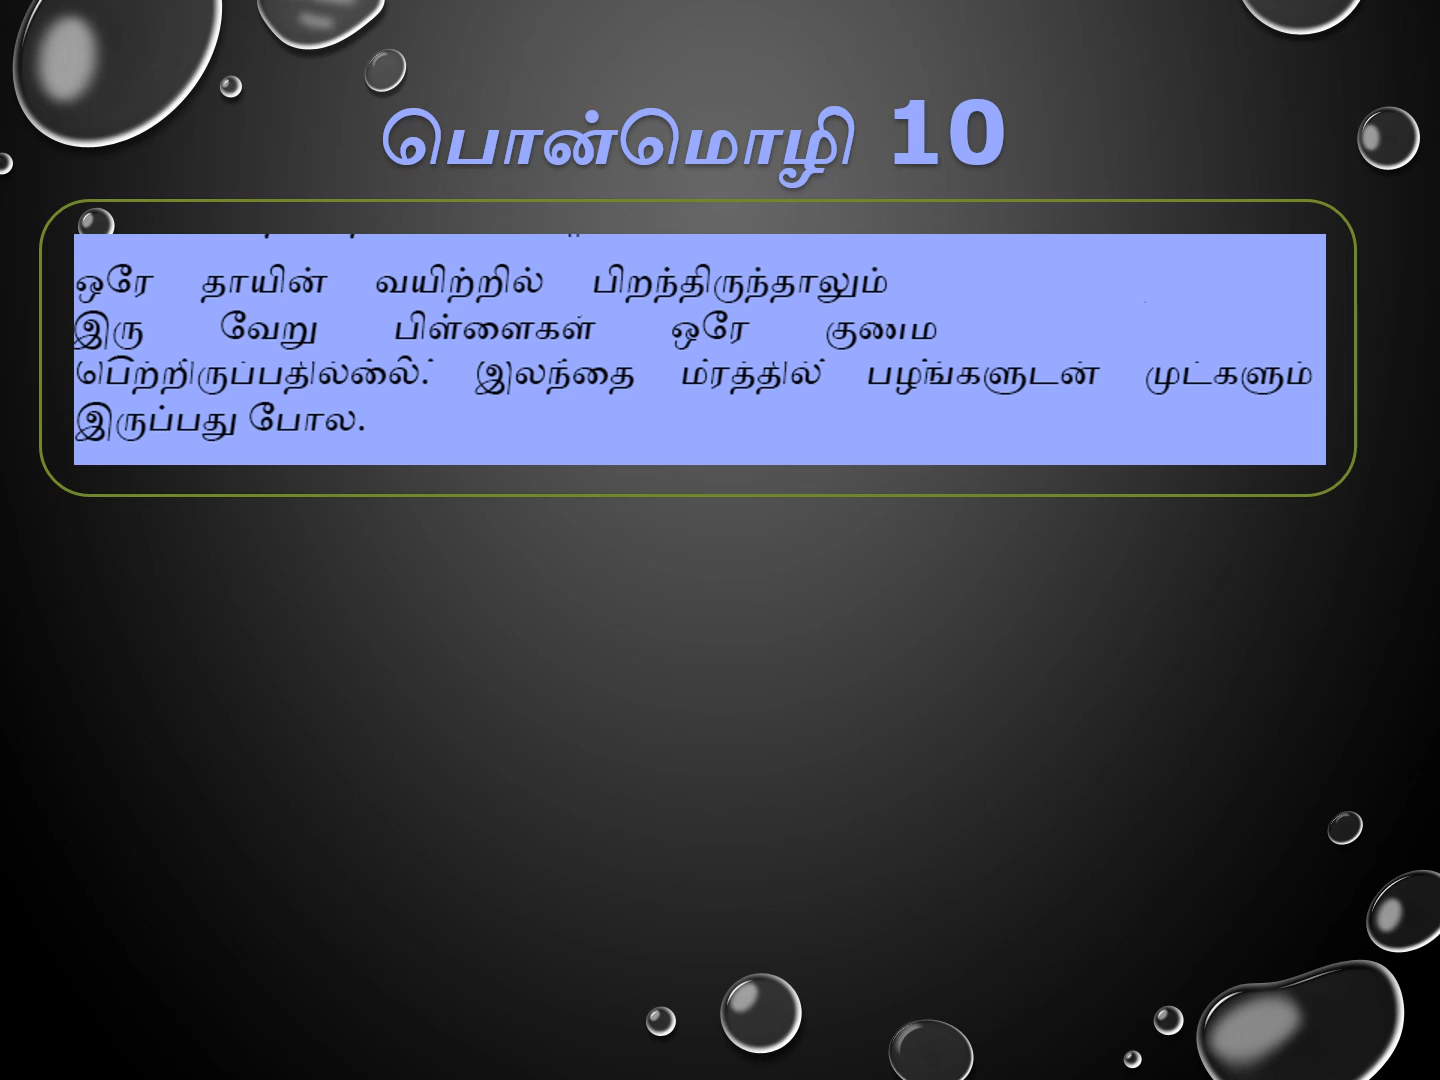 பொன்மொழி 10
ஒரே தாயின் வயிற்றில் பிறந்திருந்தாலும்
இரு வேறு பிள்ளைகள் ஒரே குணம
பெற்றிருப்பதில்லை. இலந்தை மரத்தில் பழங்களுடன் முட்களும்
இருப்பது போல.